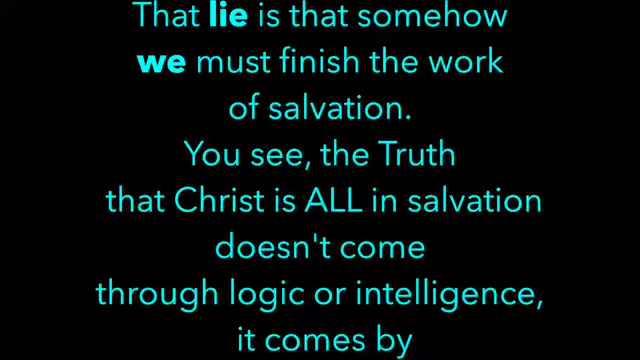 That lie is that somehow
we must finish the work
of salvation.
You see, the Truth
that Christ is ALL in salvation
doesn't come
through logic or intelligence,
it comes by